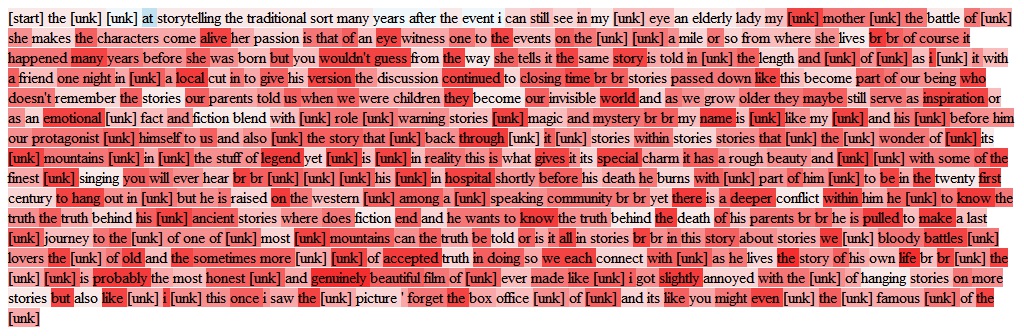 [start] the [unk] [unk] at storytelling the traditional sort many years after the event i can still see in my [unk] eye an elderly lady my [unk] mother [unk] the battle of [unk]
she makes the characters come alive her passion is that of an eye witness one to the events on the [unk] [unk] a mile or so from where she lives br br of course it
happened many years before she was born but you wouldn't guess from the way she tells it the same story is told in [unk] the length and [unk] of [unk] as i [unk] it with
a friend one night in [unk] a local cut in to give his version the discussion continued to closing time br br stories passed down like this become part of our being who
doesn't remember the stories our parents told us when we were children they become our invisible world and as we grow older they maybe still serve as inspiration or
as an emotional [unk] fact and fiction blend with [unk] role [unk] warning stories [unk] magic and mystery br br my name is [unk] like my [unk] and his [unk] before him
our protagonist [unk] himself to us and also [unk] the story that [unk] back through [unk] it [unk] stories within stories stories that [unk] the [unk] wonder of [unk] its
[unk] mountains [unk] in [unk] the stuff of legend yet [unk] is [unk] in reality this is what gives it its special charm it has a rough beauty and [unk] [unk] with some of the
finest [unk] singing you will ever hear br br [unk] [unk] [unk] his [unk] in hospital shortly before his death he burns with [unk] part of him [unk] to be in the twenty first
century to hang out in [unk] but he is raised on the western [unk] among a [unk] speaking community br br yet there is a deeper conflict within him he [unk] to know the
truth the truth behind his [unk] ancient stories where does fiction end and he wants to know the truth behind the death of his parents br br he is pulled to make a last
[unk] journey to the [unk] of one of [unk] most [unk] mountains can the truth be told or is it all in stories br br in this story about stories we [unk] bloody battles [unk]
lovers the [unk] of old and the sometimes more [unk] [unk] of accepted truth in doing so we each connect with [unk] as he lives the story of his own life br br [unk] the
[unk] [unk] is probably the most honest [unk] and genuinely beautiful film of [unk] ever made like [unk] i got slightly annoyed with the [unk] of hanging stories on more
stories but also like [unk] i [unk] this once i saw the [unk] picture ' forget the box office [unk] of [unk] and its like you might even [unk] the [unk] famous [unk] of the
[unk]